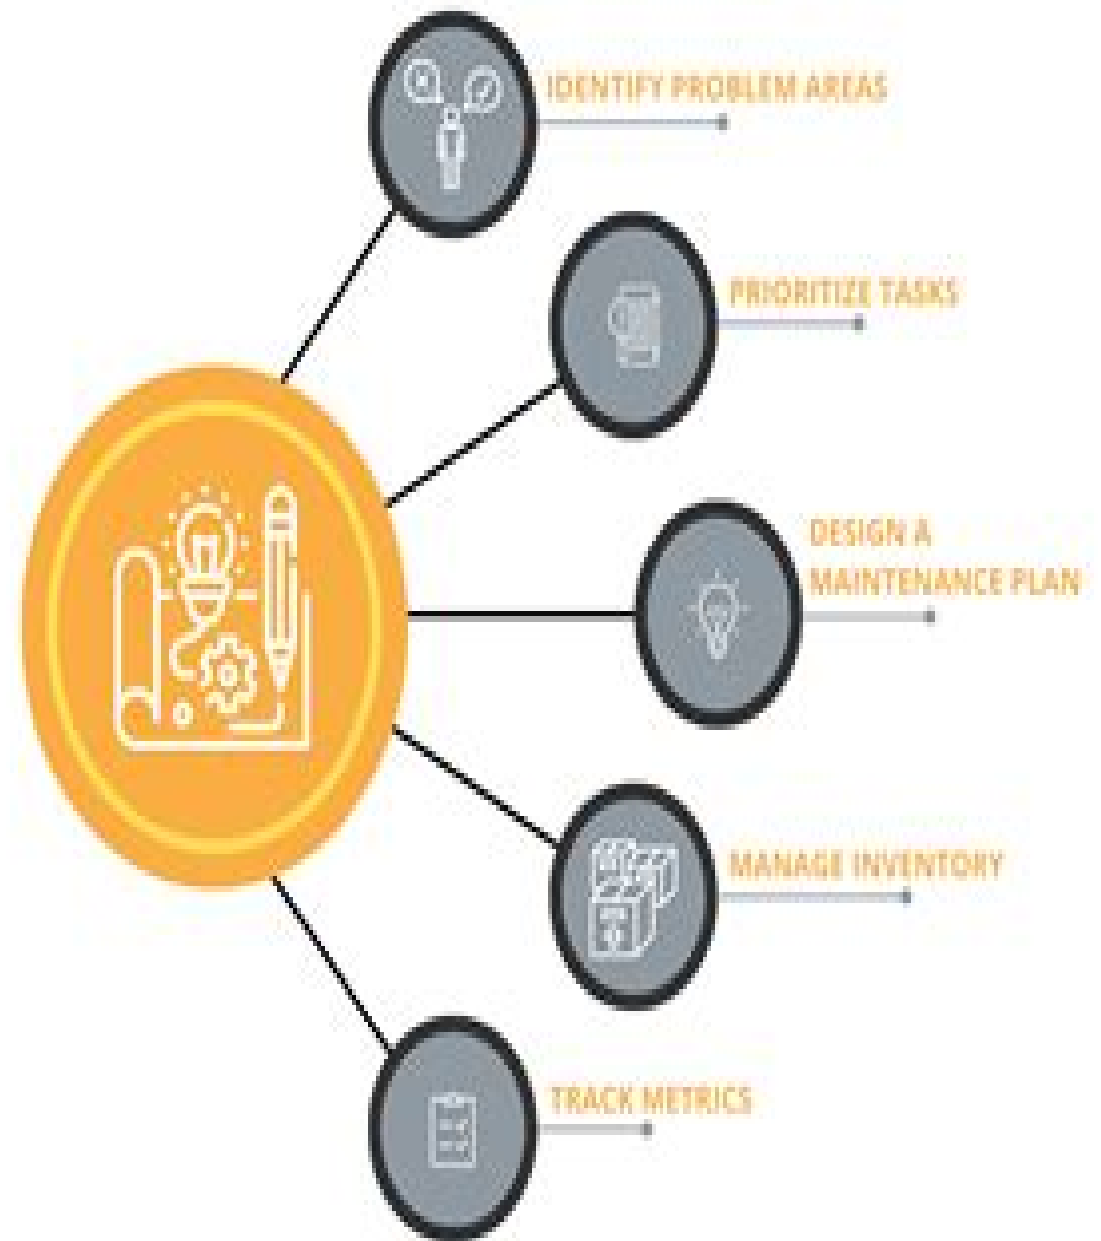 IDENTIFY PROBLEM AREAS
PRIORITIZE TASKS
DESIGN A
MAINTENANCE PLAN
MANAGE INVENTORY
TRACK METRICS